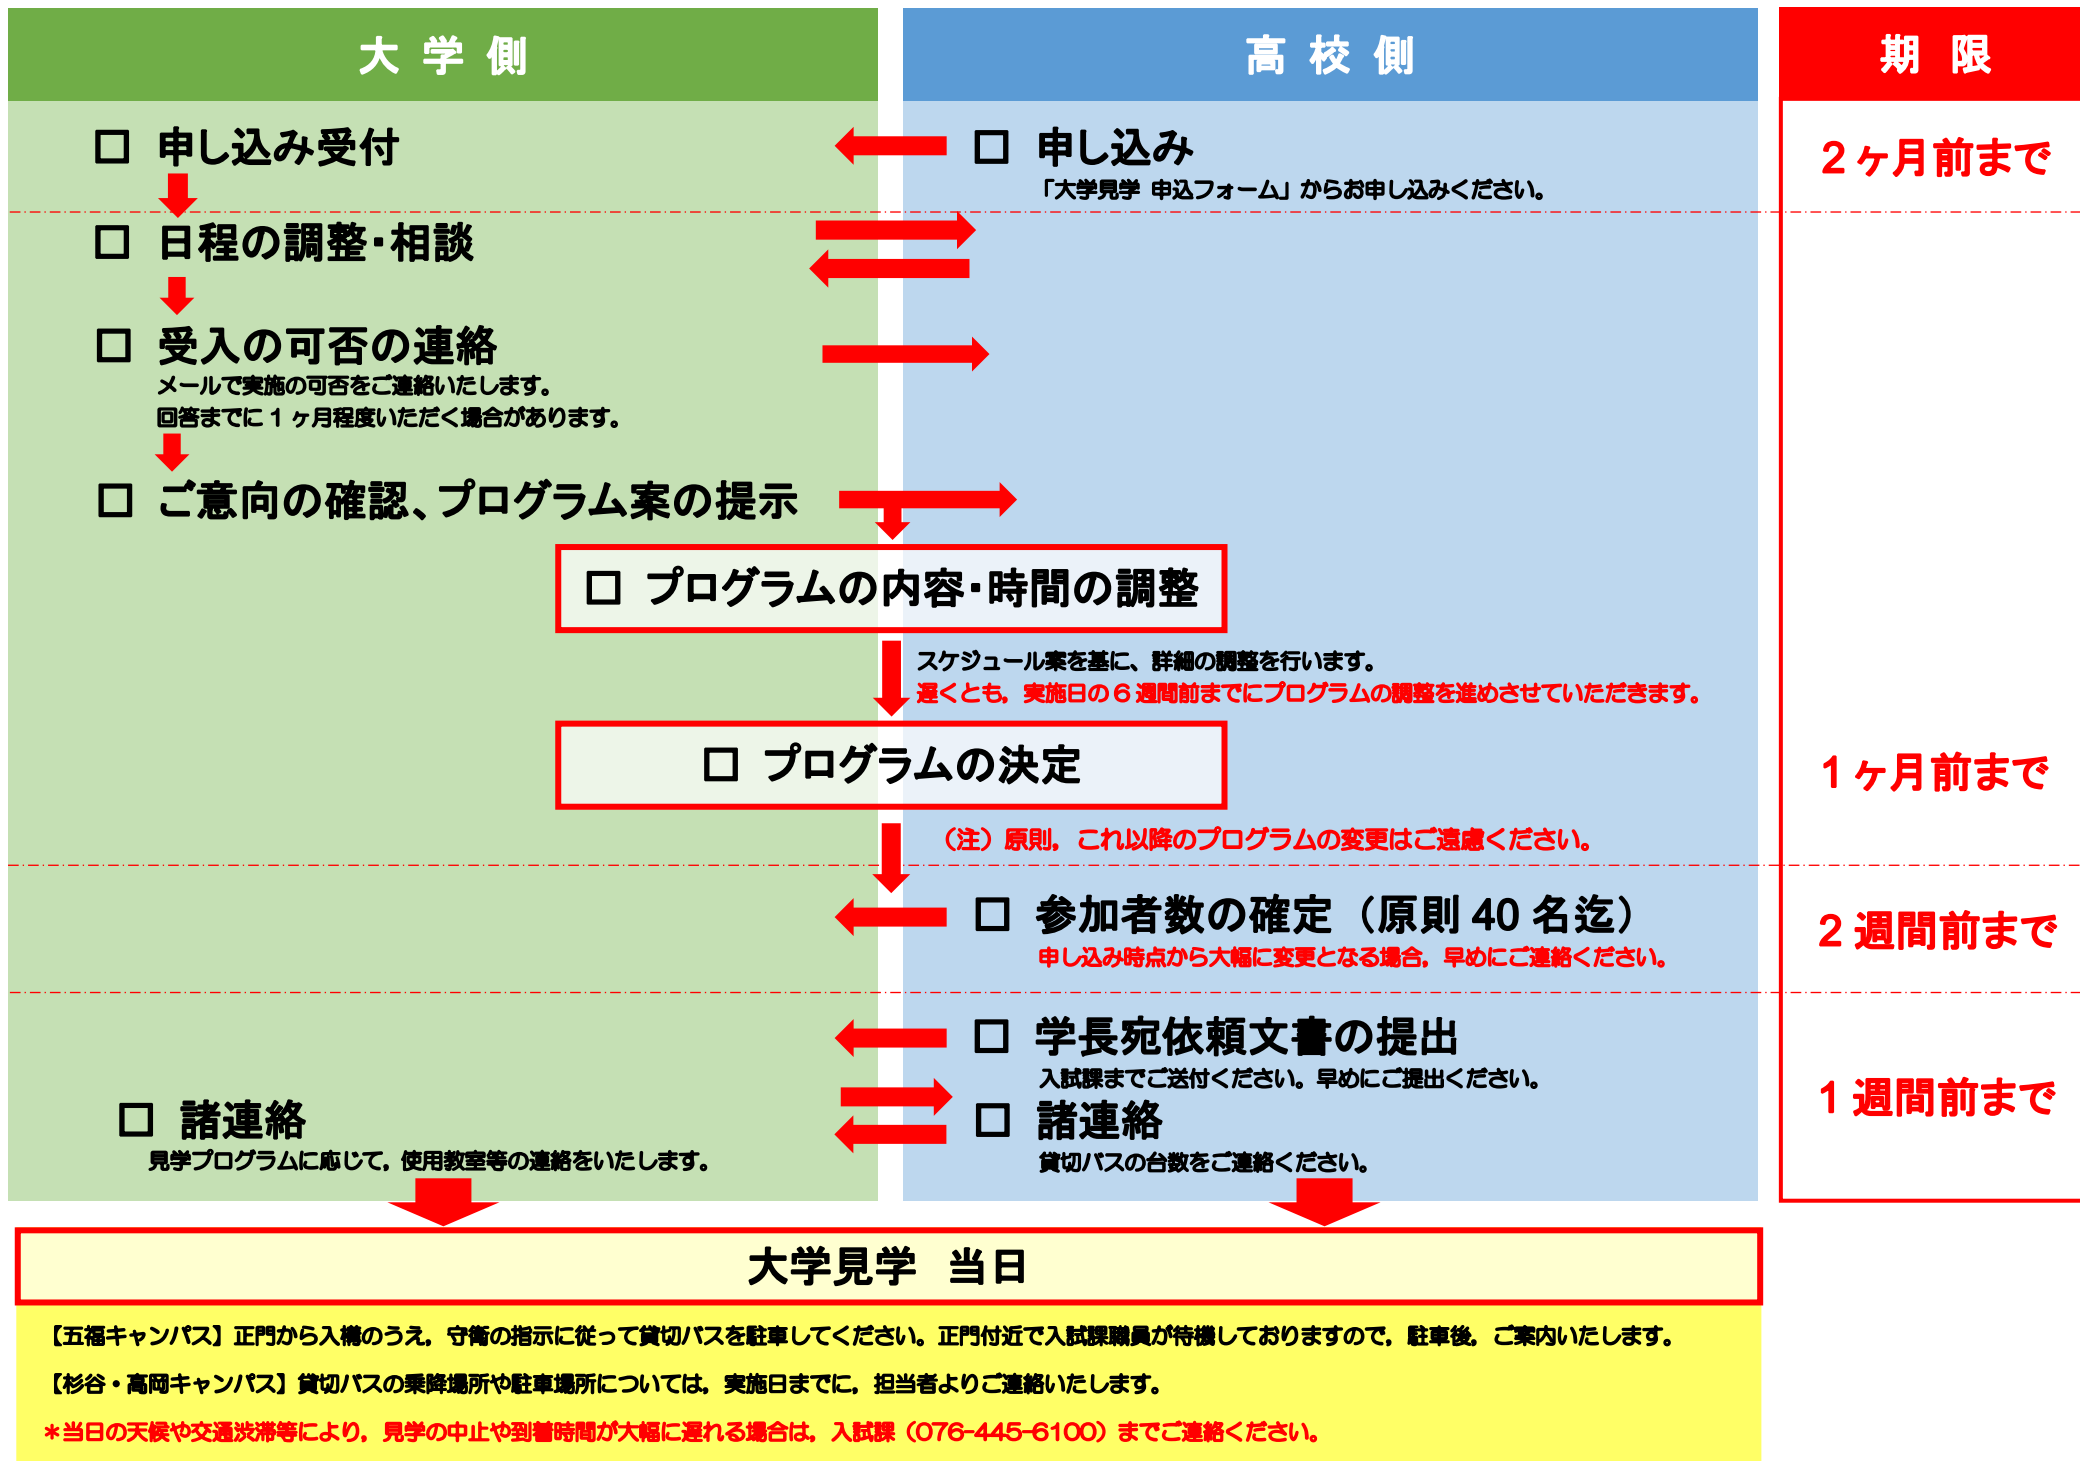 大学側
高校側
期限
□ 申し込み受付
□ 申し込み
「大学見学 申込フォーム」からお申し込みください。
2ヶ月前まで
□ 日程の調整・相談
□ 受入の可否の連絡
メールで実施の可否をご連絡いたします。
回答までに1ヶ月程度いただく場合があります。
□ ご意向の確認、プログラム案の提示
□ プログラムの内容・時間の調整
スケジュール案を基に、詳細の調整を行います。
遅くとも，実施日の6週間前までにプログラムの調整を進めさせていただきます。
□ プログラムの決定
1ヶ月前まで
（注）原則，これ以降のプログラムの変更はご遠慮ください。
□ 参加者数の確定（原則40名迄）
申し込み時点から大幅に変更となる場合，早めにご連絡ください。
2週間前まで
□ 学長宛依頼文書の提出
入試課までご送付ください。早めにご提出ください。
□ 諸連絡
見学プログラムに応じて，使用教室等の連絡をいたします。
□ 諸連絡
貸切バスの台数をご連絡ください。
1週間前まで
大学見学 当日
【五福キャンパス】正門から入構のうえ，守衛の指示に従って貸切バスを駐車してください。正門付近で入試課職員が待機しておりますので，駐車後，ご案内いたします。
【杉谷・高岡キャンパス】貸切バスの乗降場所や駐車場所については，実施日までに，担当者よりご連絡いたします。
＊当日の天候や交通渋滞等により，見学の中止や到着時間が大幅に遅れる場合は，入試課（076-445-6100）までご連絡ください。